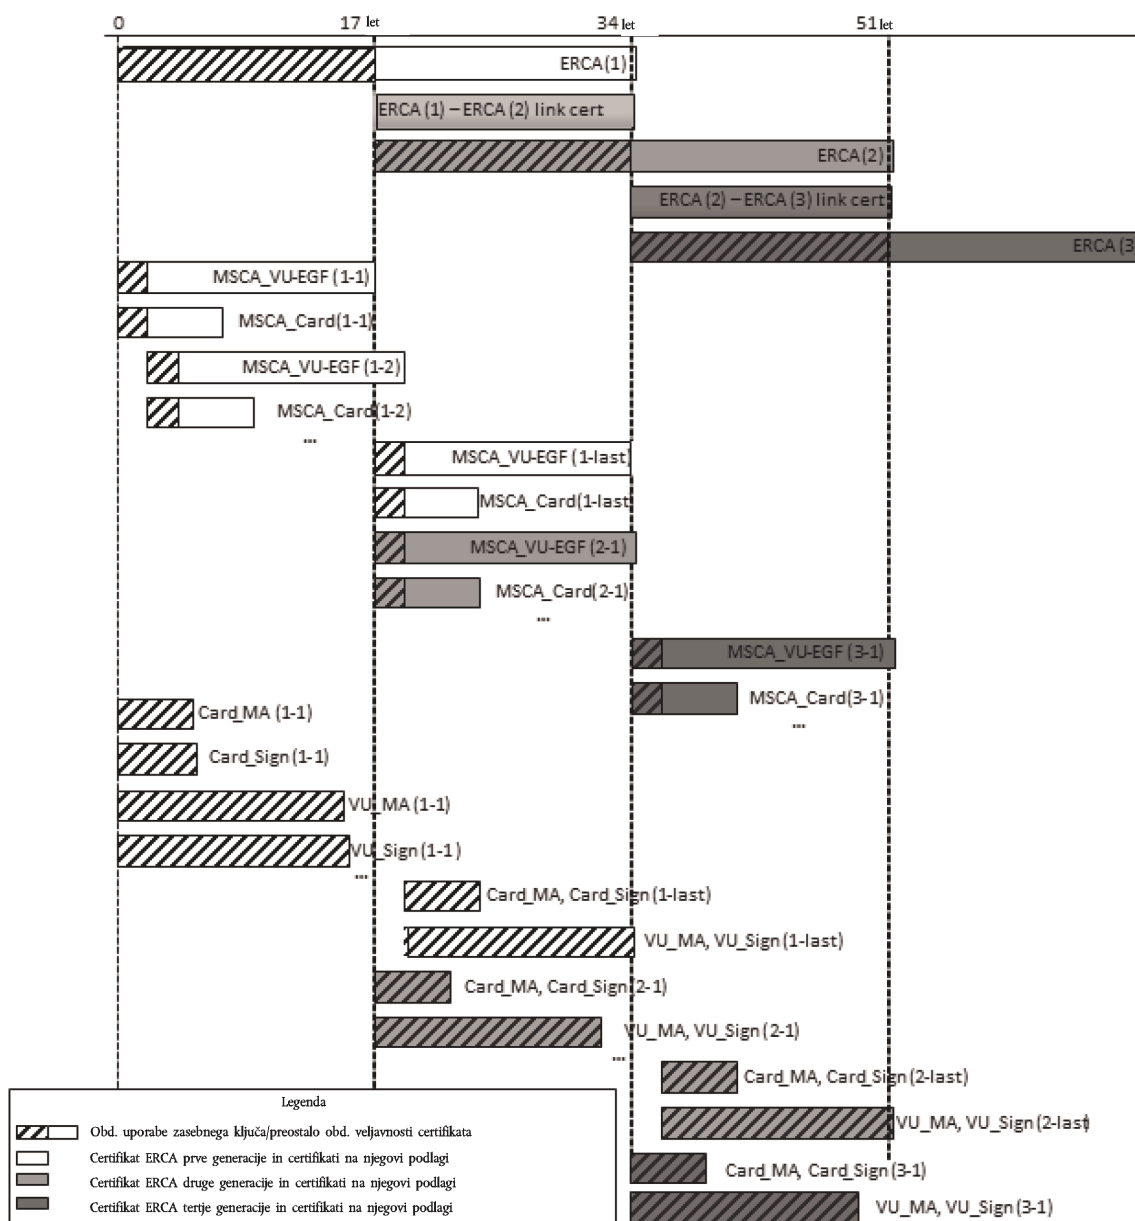 0 17 let 34 let 51 let
ERCA (1)
ERCA (1) – ERCA (2) link cert
ERCA (2)
ERCA (2) – ERCA (3) link cert
ERCA (3
MSCA_VU-EGF (1-1)
MSCA_Card(1-1)
MSCA_VU-EGF (1-2)
MSCA_Card(1-2)
...
MSCA_VU-EGF (1-last)
MSCA_Card(1-last
MSCA_VU-EGF (2-1)
MSCA_Card(2-1)
...
MSCA_VU-EGF (3-1)
MSCA_Card(3-1)
...
Card_MA (1-1)
Card_Sign (1-1)
VU_MA (1-1)
VU_Sign (1-1)
...
Card_MA, Card_Sign (1-last)
VU_MA, VU_Sign (1-last)
Card_MA, Card_Sign (2-1)
VU_MA, VU_Sign (2-1)
...
Card_MA, Card_Sign (2-last)
VU_MA, VU_Sign (2-last)
Card_MA, Card_Sign (3-1)
VU_MA, VU_Sign (3-1)
Legenda
Obd. uporabe zasebnega ključa/preostalo obd. veljavnosti certifikata
Certifikat ERCA prve generacije in certifikati na njegovi podlagi
Certifikat ERCA druge generacije in certifikati na njegovi podlagi
Certifikat ERCA tertje generacije in certifikati na njegovi podlagi